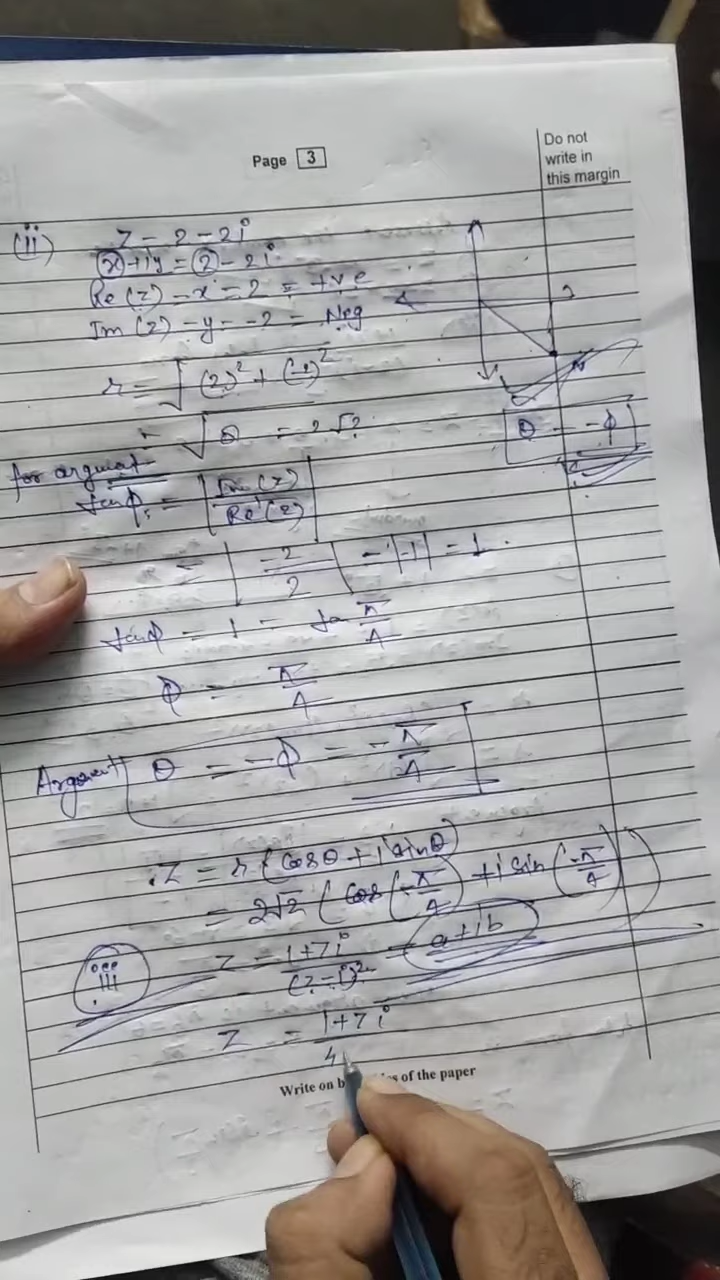 Page 3
Do not
write in
this margin
(ii) z = 2 - 2i
x+iy = 2 - 2i
Re(z) = x = 2 = +ve
Im(z) = y = -2 = Neg
r = √(2)² + (-2)²
= √8 = 2√2
θ = -φ
for argument
tanφ = |Im(z)/Re(z)|
= |-2/2| = |-1| = 1
tanφ = 1 = tan π/4
φ = π/4
Argument θ = -φ = -π/4
z = r(cosθ + i sinθ)
= 2√2 (cos(-π/4) + i sin(-π/4))
iii z = 1+7i/(2-i)² = a+ib
z = 1+7i/4
Write on b of the paper